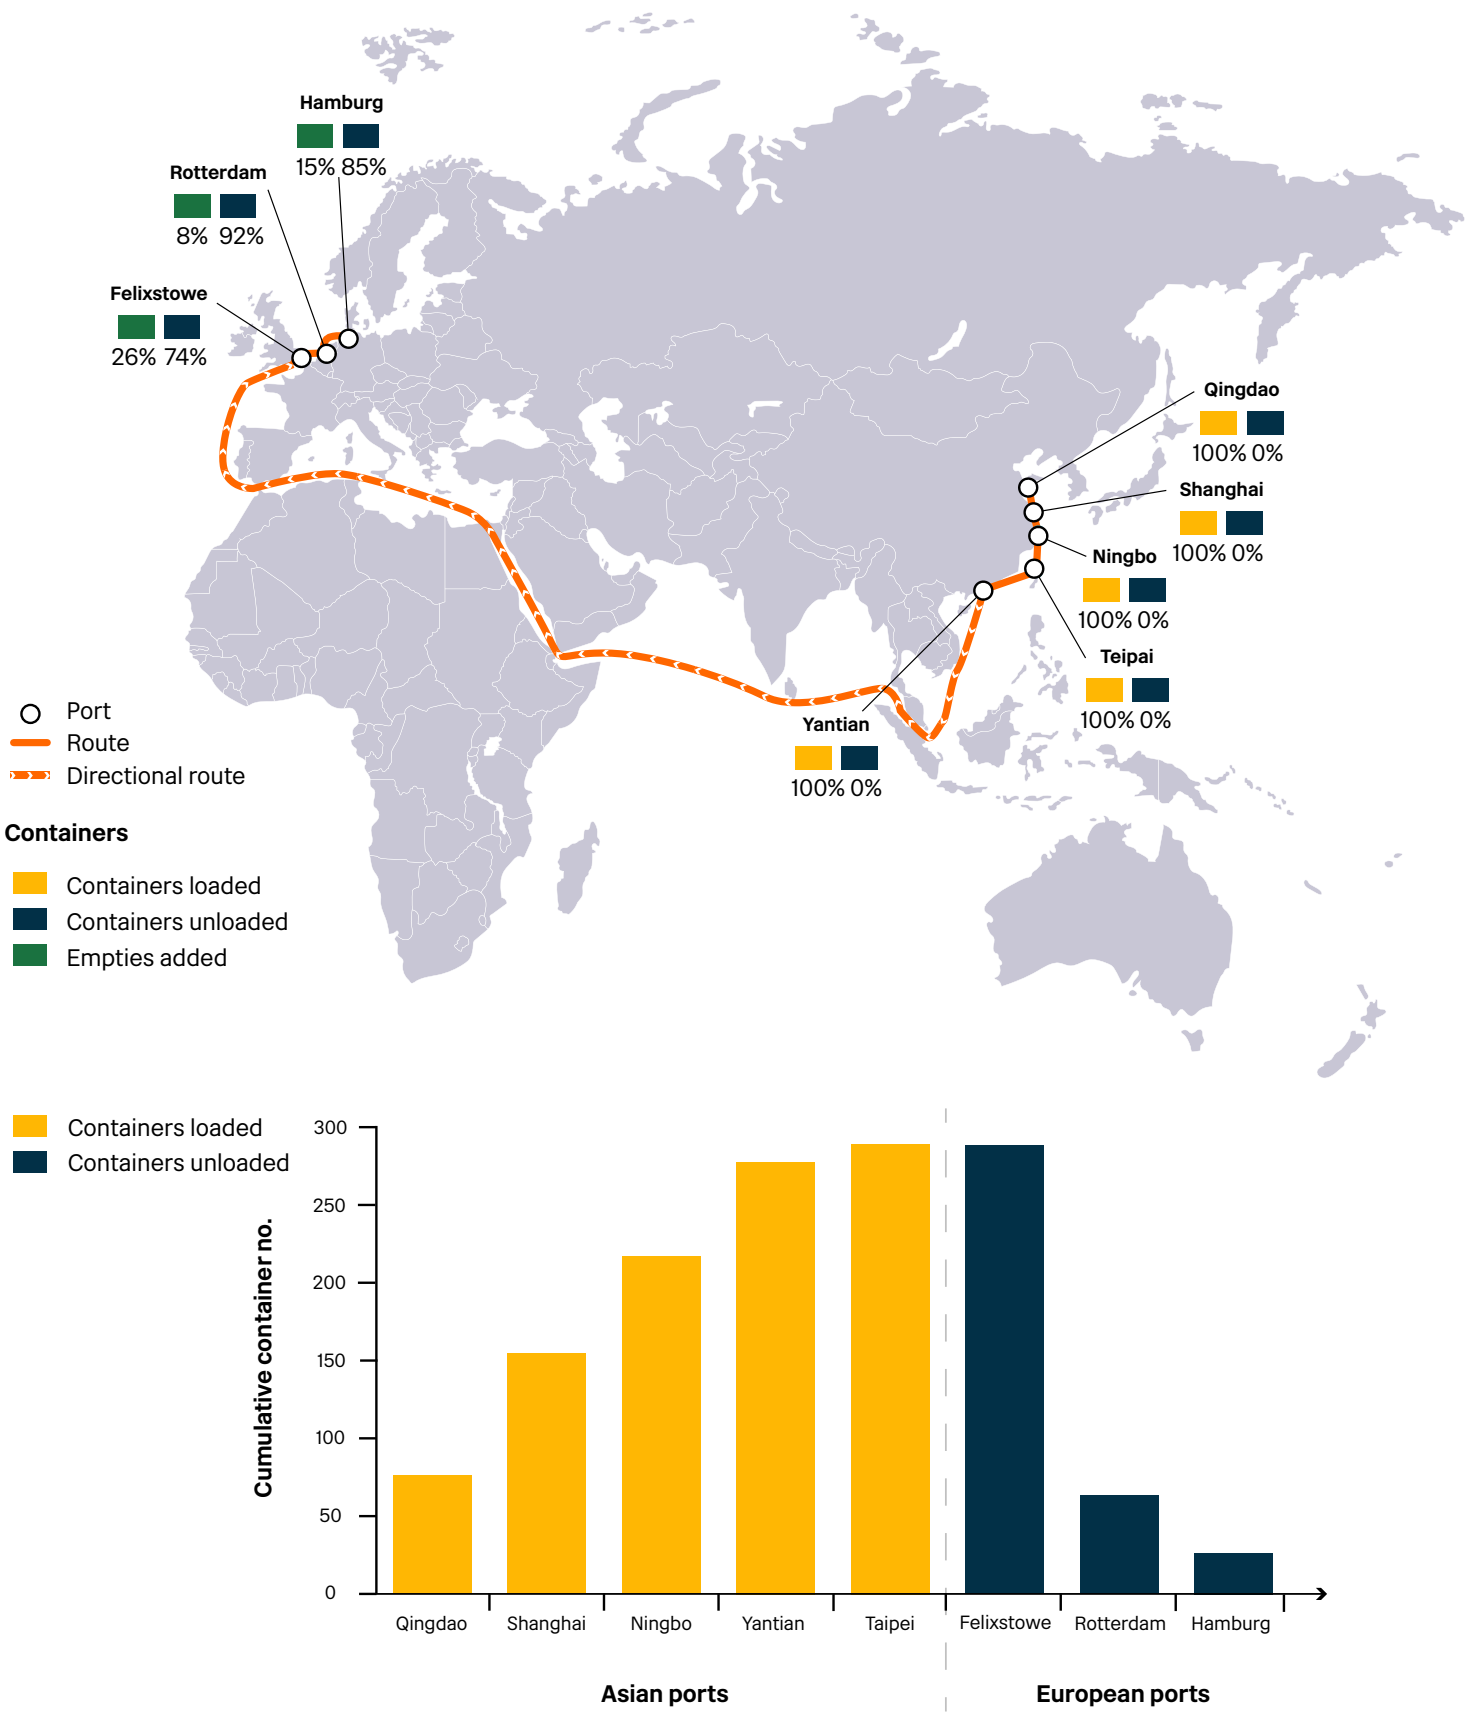 Hamburg
15% 85%
Rotterdam
8% 92%
Felixstowe
26% 74%
Qingdao
100% 0%
Shanghai
100% 0%
Ningbo
100% 0%
Teipai
100% 0%
Yantian
100% 0%
Port
Route
Directional route
Containers
Containers loaded
Containers unloaded
Empties added
Containers loaded
Containers unloaded
Cumulative container no.
300
250
200
150
100
50
0
Qingdao
Shanghai
Ningbo
Yantian
Taipei
Felixstowe
Rotterdam
Hamburg
Asian ports
European ports